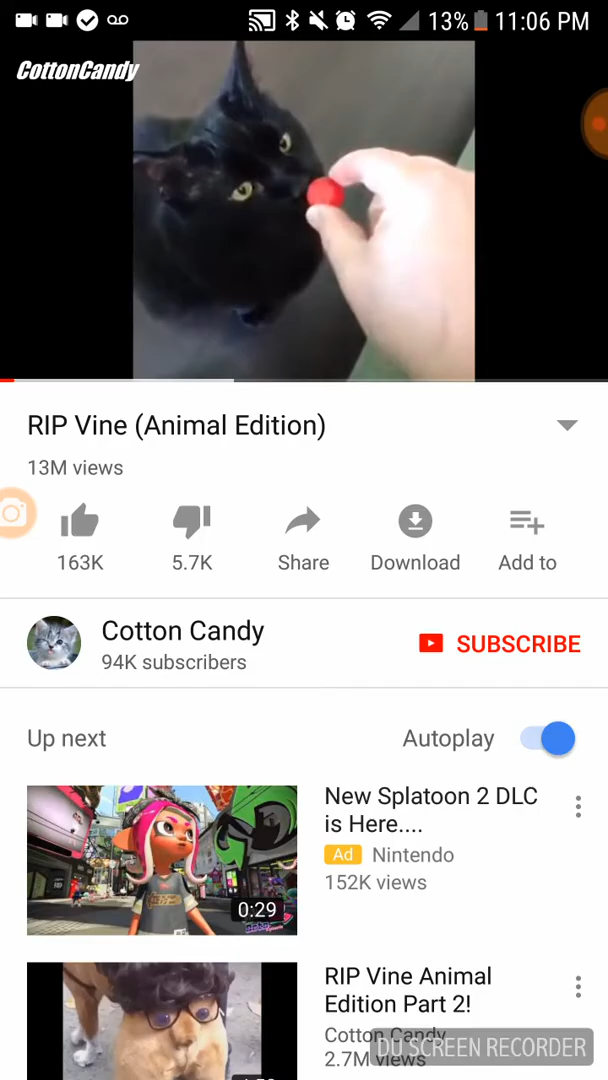 13% 11:06 PM
CottonCandy
RIP Vine (Animal Edition)
13M views
163K
5.7K
Share
Download
Add to
Cotton Candy
94K subscribers
SUBSCRIBE
Up next
Autoplay
New Splatoon 2 DLC
is Here....
Ad Nintendo
152K views
0:29
RIP Vine Animal
Edition Part 2!
Cotton Candy
2.7M views
DU SCREEN RECORDER